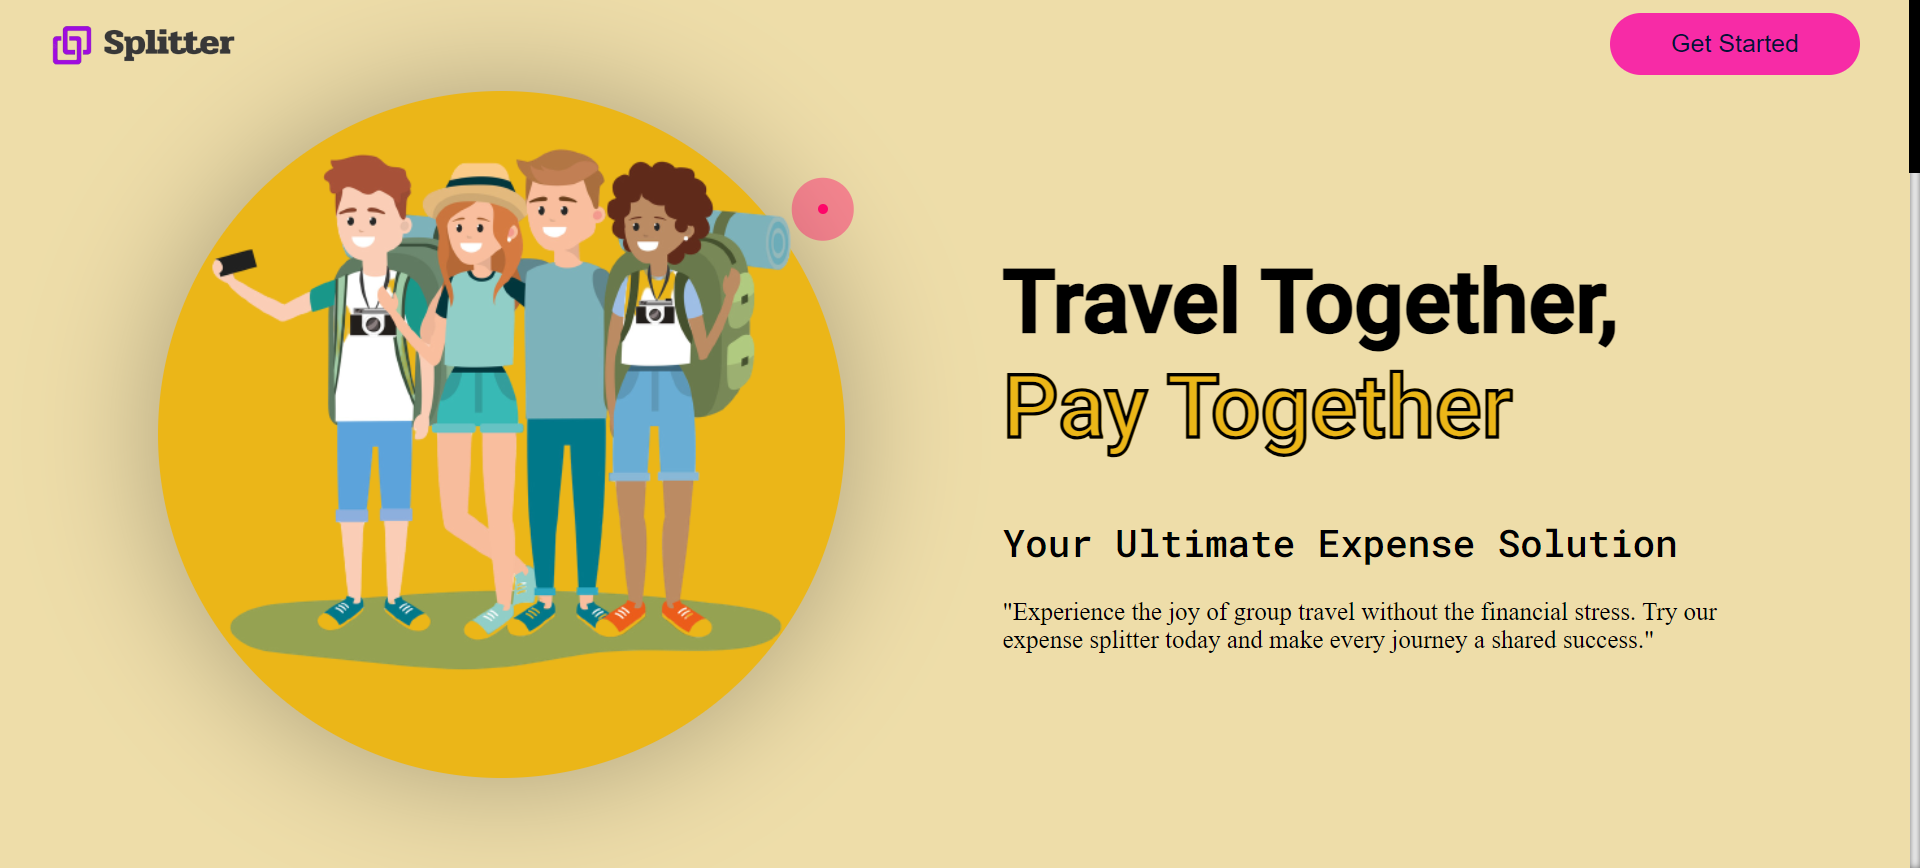 Splitter
Get Started
Travel Together,
Pay Together
Your Ultimate Expense Solution
"Experience the joy of group travel without the financial stress. Try our
expense splitter today and make every journey a shared success."